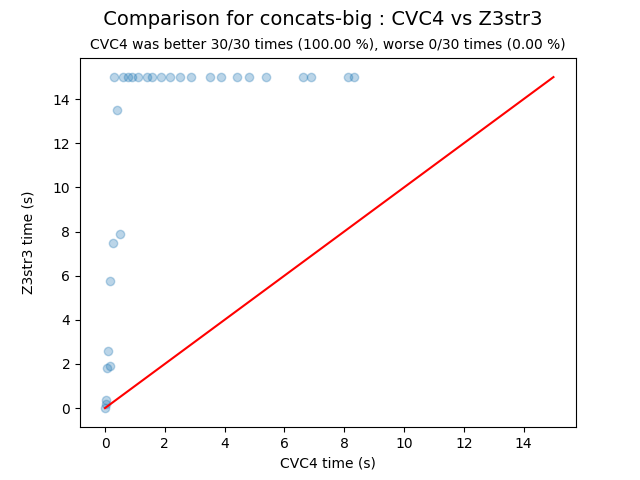 Comparison for concats-big : CVC4 vs Z3str3
CVC4 was better 30/30 times (100.00 %), worse 0/30 times (0.00 %)
14
12
10
8
6
4
2
0
Z3str3 time (s)
0 2 4 6 8 10 12 14
CVC4 time (s)